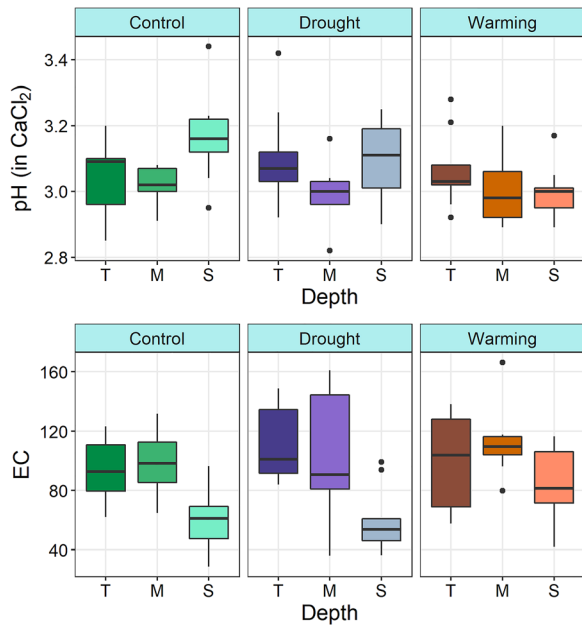 Control Drought Warming
pH (in CaCl₂)
3.4
3.2
3.0
2.8
T M S T M S T M S
Depth
Control Drought Warming
EC
160
120
80
40
T M S T M S T M S
Depth